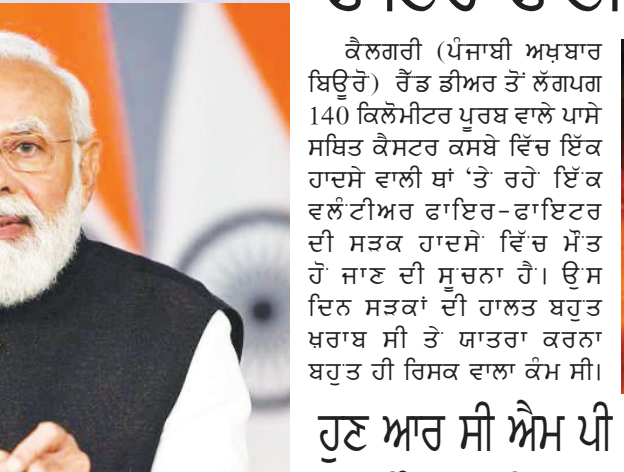 ਕੈਲਗਰੀ (ਪੰਜਾਬੀ ਅਖ਼ਬਾਰ
ਬਿਊਰੋ) ਰੈੱਡ ਡੀਅਰ ਤੋਂ ਲੱਗਪਗ
140 ਕਿਲੋਮੀਟਰ ਪੂਰਬ ਵਾਲੇ ਪਾਸੇ
ਸਥਿਤ ਕੈਸਟਰ ਕਸਬੇ ਵਿੱਚ ਇੱਕ
ਹਾਦਸੇ ਵਾਲੀ ਥਾਂ ‘ਤੇ ਰਹੇ ਇੱਕ
ਵਲੰਟੀਅਰ ਫਾਇਰ-ਫਾਇਟਰ
ਦੀ ਸੜਕ ਹਾਦਸੇ ਵਿੱਚ ਮੌਤ
ਹੋ ਜਾਣ ਦੀ ਸੂਚਨਾ ਹੈ। ਉਸ
ਦਿਨ ਸੜਕਾਂ ਦੀ ਹਾਲਤ ਬਹੁਤ
ਖ਼ਰਾਬ ਸੀ ਤੇ ਯਾਤਰਾ ਕਰਨਾ
ਬਹੁਤ ਹੀ ਰਿਸਕ ਵਾਲਾ ਕੰਮ ਸੀ।
ਹੁਣ ਆਰ ਸੀ ਐਮ ਪੀ